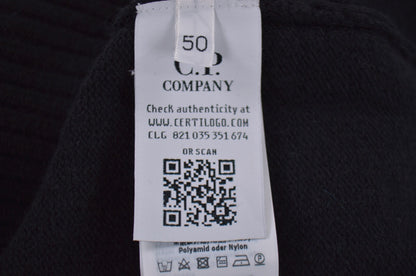 50
C.P.
COMPANY
Check authenticity at
WWW.CERTILOGO.COM
CLG 821 035 351 674
OR SCAN
Polyamid oder Nylon